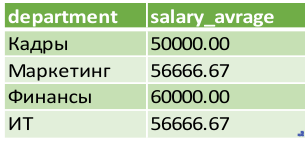 department salary_avrage
Кадры 50000.00
Маркетинг 56666.67
Финансы 60000.00
ИТ 56666.67